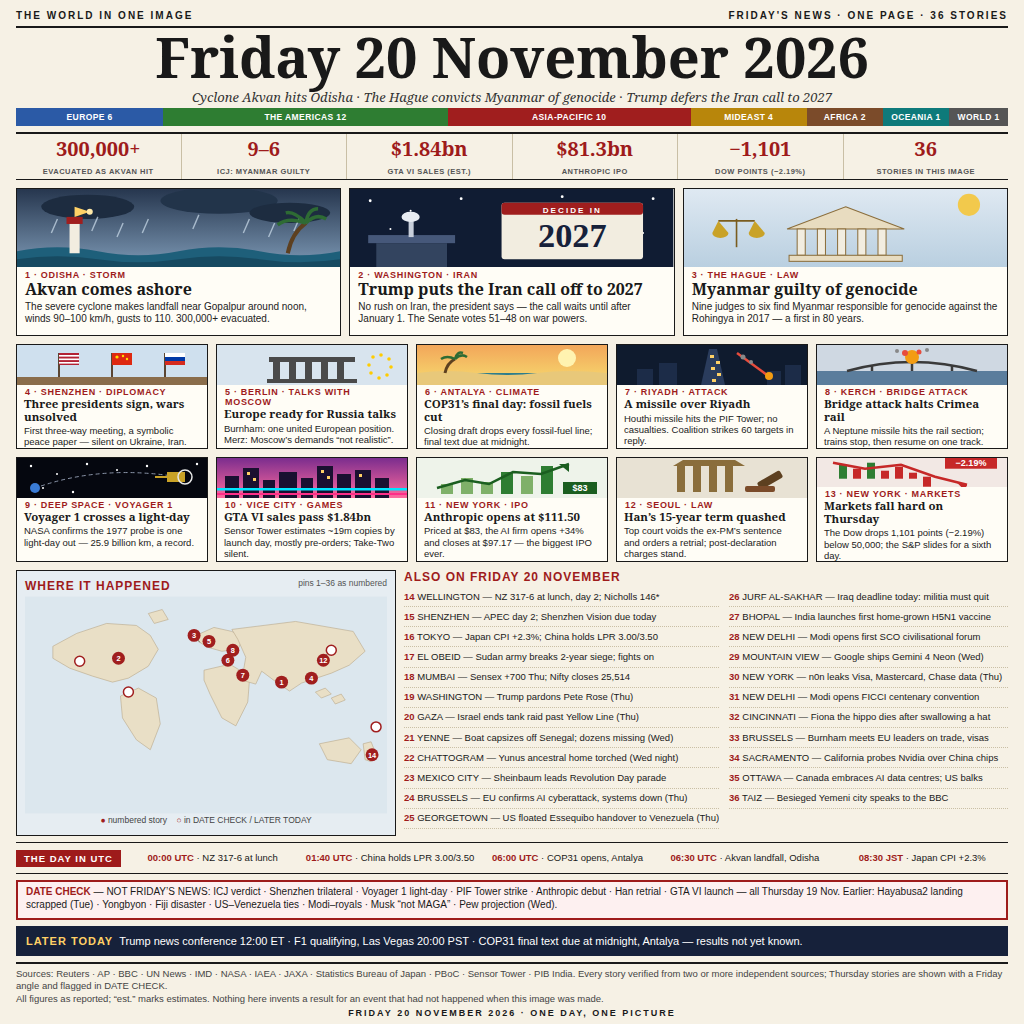 THE WORLD IN ONE IMAGE
FRIDAY'S NEWS · ONE PAGE · 36 STORIES
Friday 20 November 2026
Cyclone Akvan hits Odisha · The Hague convicts Myanmar of genocide · Trump defers the Iran call to 2027
EUROPE 6
THE AMERICAS 12
ASIA-PACIFIC 10
MIDEAST 4
AFRICA 2
OCEANIA 1
WORLD 1
300,000+
EVACUATED AS AKVAN HIT
9–6
ICJ: MYANMAR GUILTY
$1.84bn
GTA VI SALES (EST.)
$81.3bn
ANTHROPIC IPO
−1,101
DOW POINTS (−2.19%)
36
STORIES IN THIS IMAGE
1 · ODISHA · STORM
Akvan comes ashore
The severe cyclone makes landfall near Gopalpur around noon,
winds 90–100 km/h, gusts to 110. 300,000+ evacuated.
DECIDE IN
2027
2 · WASHINGTON · IRAN
Trump puts the Iran call off to 2027
No rush on Iran, the president says — the call waits until after
January 1. The Senate votes 51–48 on war powers.
3 · THE HAGUE · LAW
Myanmar guilty of genocide
Nine judges to six find Myanmar responsible for genocide against the
Rohingya in 2017 — a first in 80 years.
4 · SHENZHEN · DIPLOMACY
Three presidents sign, wars
unsolved
First three-way meeting, a symbolic
peace paper — silent on Ukraine, Iran.
5 · BERLIN · TALKS WITH
MOSCOW
Europe ready for Russia talks
Burnham: one united European position.
Merz: Moscow's demands “not realistic”.
6 · ANTALYA · CLIMATE
COP31's final day: fossil fuels
cut
Closing draft drops every fossil-fuel line;
final text due at midnight.
7 · RIYADH · ATTACK
A missile over Riyadh
Houthi missile hits the PIF Tower; no
casualties. Coalition strikes 60 targets in
reply.
8 · KERCH · BRIDGE ATTACK
Bridge attack halts Crimea
rail
A Neptune missile hits the rail section;
trains stop, then resume on one track.
9 · DEEP SPACE · VOYAGER 1
Voyager 1 crosses a light-day
NASA confirms the 1977 probe is one
light-day out — 25.9 billion km, a record.
10 · VICE CITY · GAMES
GTA VI sales pass $1.84bn
Sensor Tower estimates ~19m copies by
launch day, mostly pre-orders; Take-Two
silent.
$83
11 · NEW YORK · IPO
Anthropic opens at $111.50
Priced at $83, the AI firm opens +34%
and closes at $97.17 — the biggest IPO
ever.
12 · SEOUL · LAW
Han's 15-year term quashed
Top court voids the ex-PM's sentence
and orders a retrial; post-declaration
charges stand.
−2.19%
13 · NEW YORK · MARKETS
Markets fall hard on
Thursday
The Dow drops 1,101 points (−2.19%)
below 50,000; the S&P slides for a sixth
day.
WHERE IT HAPPENED
pins 1–36 as numbered
3
5
8
2
6
12
7
1
4
14
● numbered story ○ in DATE CHECK / LATER TODAY
ALSO ON FRIDAY 20 NOVEMBER
14 WELLINGTON — NZ 317-6 at lunch, day 2; Nicholls 146*
15 SHENZHEN — APEC day 2; Shenzhen Vision due today
16 TOKYO — Japan CPI +2.3%; China holds LPR 3.00/3.50
17 EL OBEID — Sudan army breaks 2-year siege; fights on
18 MUMBAI — Sensex +700 Thu; Nifty closes 25,514
19 WASHINGTON — Trump pardons Pete Rose (Thu)
20 GAZA — Israel ends tank raid past Yellow Line (Thu)
21 YENNE — Boat capsizes off Senegal; dozens missing (Wed)
22 CHATTOGRAM — Yunus ancestral home torched (Wed night)
23 MEXICO CITY — Sheinbaum leads Revolution Day parade
24 BRUSSELS — EU confirms AI cyberattack, systems down (Thu)
25 GEORGETOWN — US floated Essequibo handover to Venezuela (Thu)
26 JURF AL-SAKHAR — Iraq deadline today: militia must quit
27 BHOPAL — India launches first home-grown H5N1 vaccine
28 NEW DELHI — Modi opens first SCO civilisational forum
29 MOUNTAIN VIEW — Google ships Gemini 4 Neon (Wed)
30 NEW YORK — n0n leaks Visa, Mastercard, Chase data (Thu)
31 NEW DELHI — Modi opens FICCI centenary convention
32 CINCINNATI — Fiona the hippo dies after swallowing a hat
33 BRUSSELS — Burnham meets EU leaders on trade, visas
34 SACRAMENTO — California probes Nvidia over China chips
35 OTTAWA — Canada embraces AI data centres; US balks
36 TAIZ — Besieged Yemeni city speaks to the BBC
THE DAY IN UTC
00:00 UTC · NZ 317-6 at lunch
01:40 UTC · China holds LPR 3.00/3.50
06:00 UTC · COP31 opens, Antalya
06:30 UTC · Akvan landfall, Odisha
08:30 JST · Japan CPI +2.3%
DATE CHECK — NOT FRIDAY'S NEWS: ICJ verdict · Shenzhen trilateral · Voyager 1 light-day · PIF Tower strike · Anthropic debut · Han retrial · GTA VI launch — all Thursday 19 Nov. Earlier: Hayabusa2 landing
scrapped (Tue) · Yongbyon · Fiji disaster · US–Venezuela ties · Modi–royals · Musk “not MAGA” · Pew projection (Wed).
LATER TODAY Trump news conference 12:00 ET · F1 qualifying, Las Vegas 20:00 PST · COP31 final text due at midnight, Antalya — results not yet known.
Sources: Reuters · AP · BBC · UN News · IMD · NASA · IAEA · JAXA · Statistics Bureau of Japan · PBoC · Sensor Tower · PIB India. Every story verified from two or more independent sources; Thursday stories are shown with a Friday
angle and flagged in DATE CHECK.
All figures as reported; “est.” marks estimates. Nothing here invents a result for an event that had not happened when this image was made.
FRIDAY 20 NOVEMBER 2026 · ONE DAY, ONE PICTURE